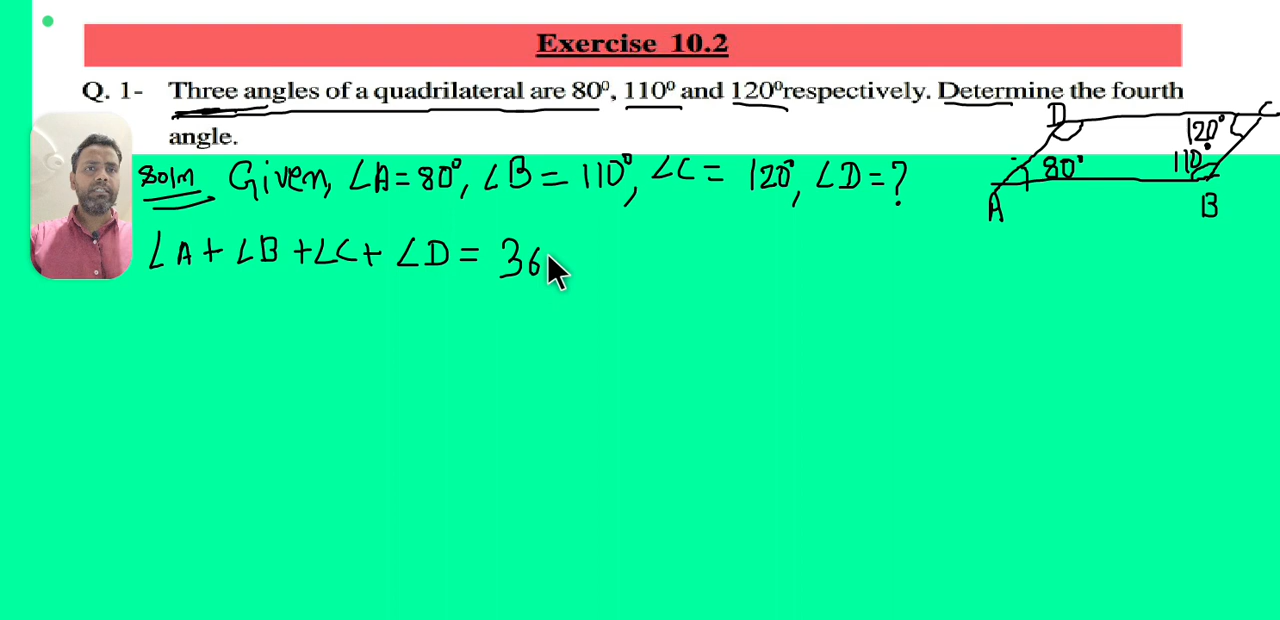 Exercise 10.2
Q. 1- Three angles of a quadrilateral are 80⁰, 110⁰ and 120⁰respectively. Determine the fourth
angle.
D C
120°
80° 110°
A B
Solⁿ Given, ∠A = 80°, ∠B = 110°, ∠C = 120°, ∠D = ?
∠A + ∠B + ∠C + ∠D = 36